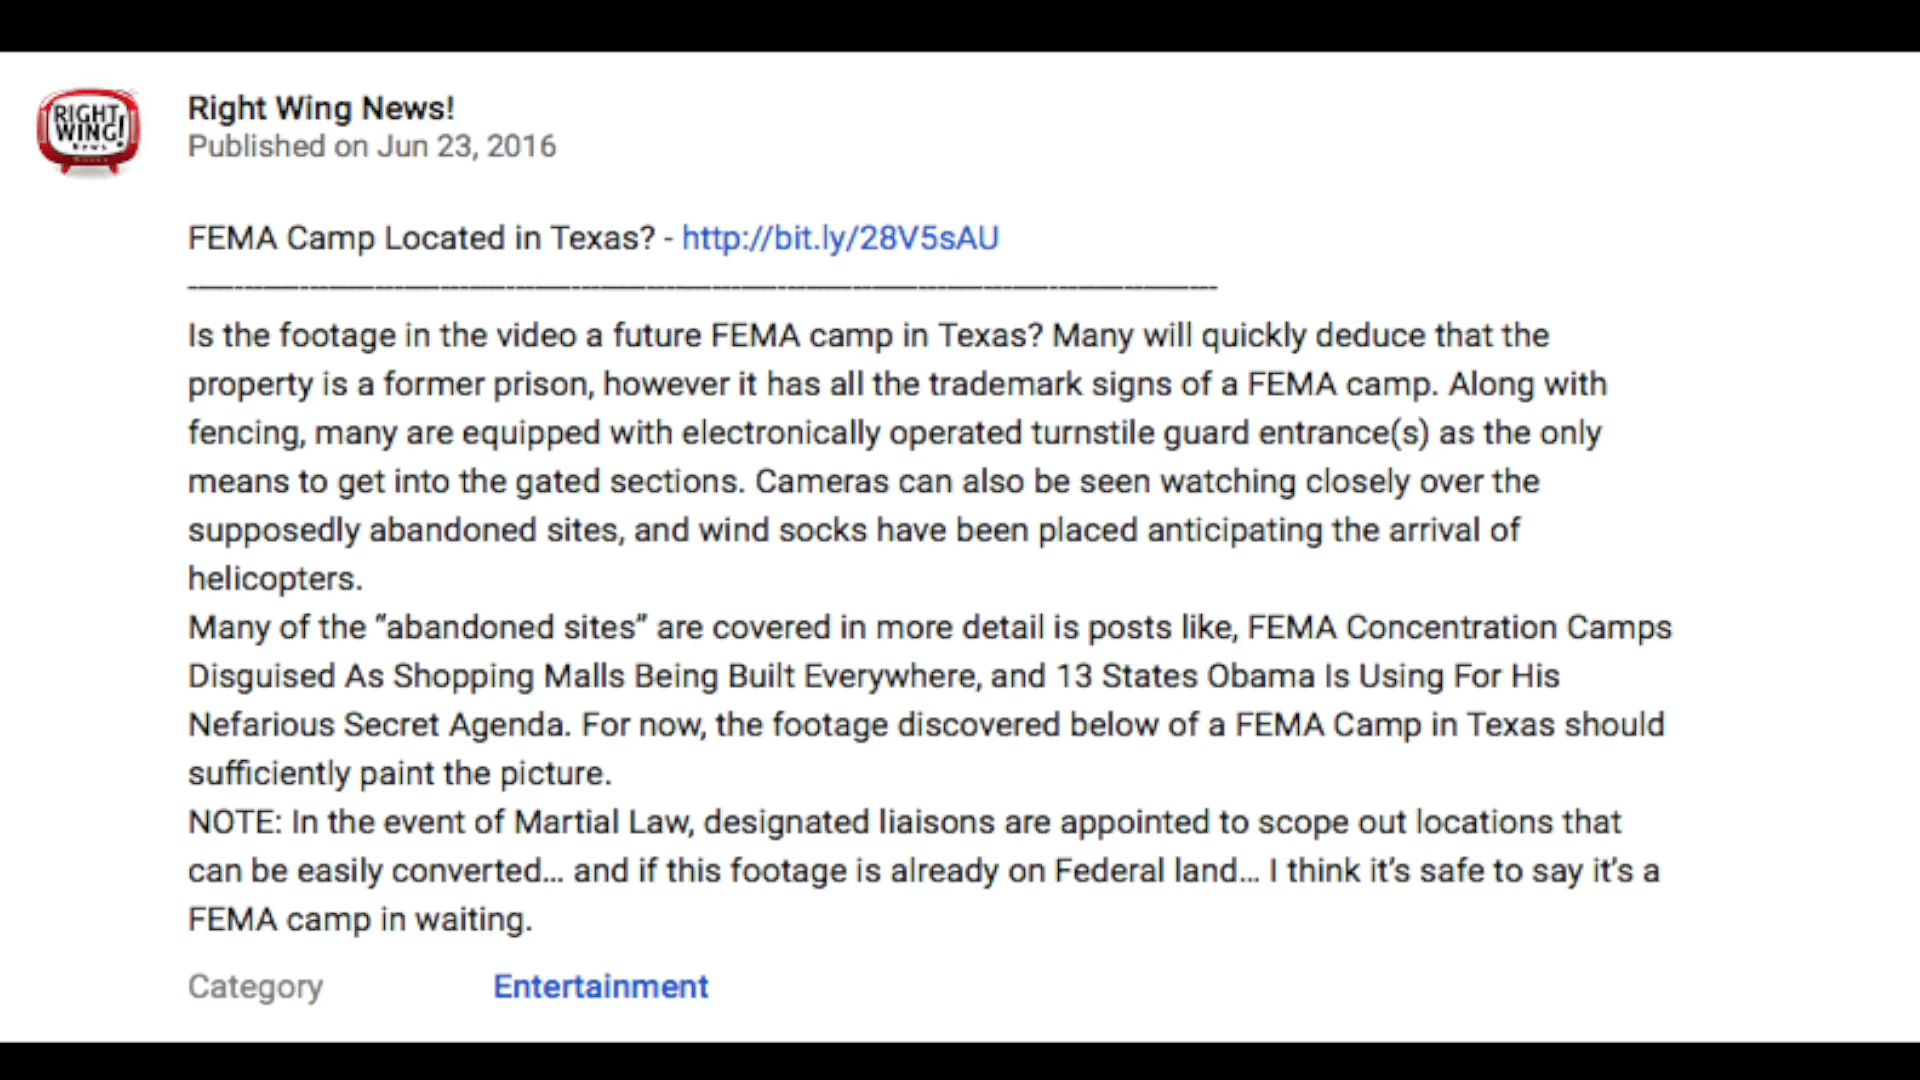 RIGHT
WING!
News
Right Wing News!
Published on Jun 23, 2016
FEMA Camp Located in Texas? - http://bit.ly/28V5sAU
Is the footage in the video a future FEMA camp in Texas? Many will quickly deduce that the
property is a former prison, however it has all the trademark signs of a FEMA camp. Along with
fencing, many are equipped with electronically operated turnstile guard entrance(s) as the only
means to get into the gated sections. Cameras can also be seen watching closely over the
supposedly abandoned sites, and wind socks have been placed anticipating the arrival of
helicopters.
Many of the “abandoned sites” are covered in more detail is posts like, FEMA Concentration Camps
Disguised As Shopping Malls Being Built Everywhere, and 13 States Obama Is Using For His
Nefarious Secret Agenda. For now, the footage discovered below of a FEMA Camp in Texas should
sufficiently paint the picture.
NOTE: In the event of Martial Law, designated liaisons are appointed to scope out locations that
can be easily converted… and if this footage is already on Federal land… I think it’s safe to say it’s a
FEMA camp in waiting.
Category Entertainment